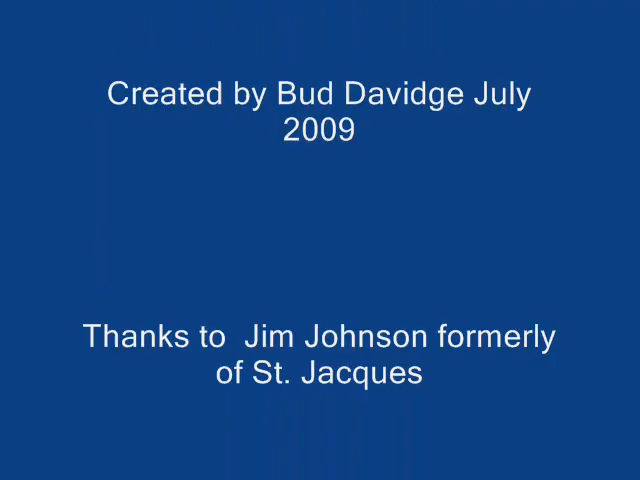 Created by Bud Davidge July
2009
Thanks to  Jim Johnson formerly
of St. Jacques